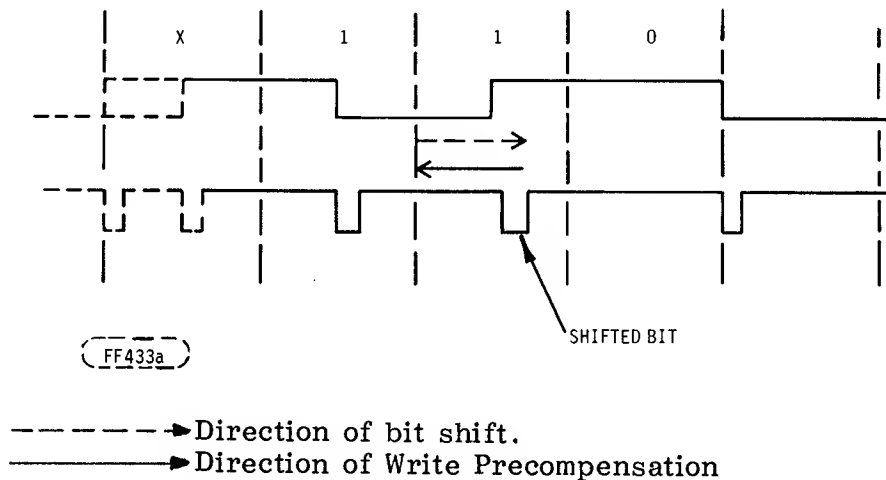 X 1 1 0
SHIFTED BIT
FF433a
Direction of bit shift.
Direction of Write Precompensation